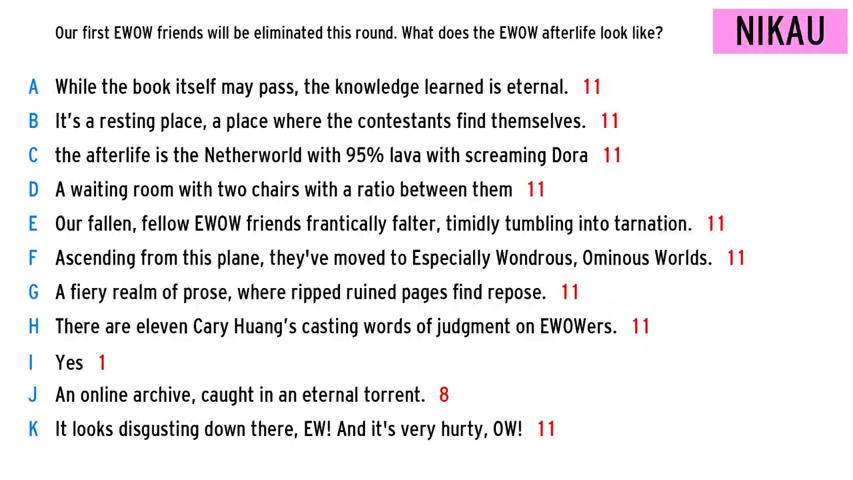 Our first EWOW friends will be eliminated this round. What does the EWOW afterlife look like?
NIKAU
A While the book itself may pass, the knowledge learned is eternal. 11
B It’s a resting place, a place where the contestants find themselves. 11
C the afterlife is the Netherworld with 95% lava with screaming Dora 11
D A waiting room with two chairs with a ratio between them 11
E Our fallen, fellow EWOW friends frantically falter, timidly tumbling into tarnation. 11
F Ascending from this plane, they've moved to Especially Wondrous, Ominous Worlds. 11
G A fiery realm of prose, where ripped ruined pages find repose. 11
H There are eleven Cary Huang’s casting words of judgment on EWOWers. 11
I Yes 1
J An online archive, caught in an eternal torrent. 8
K It looks disgusting down there, EW! And it's very hurty, OW! 11